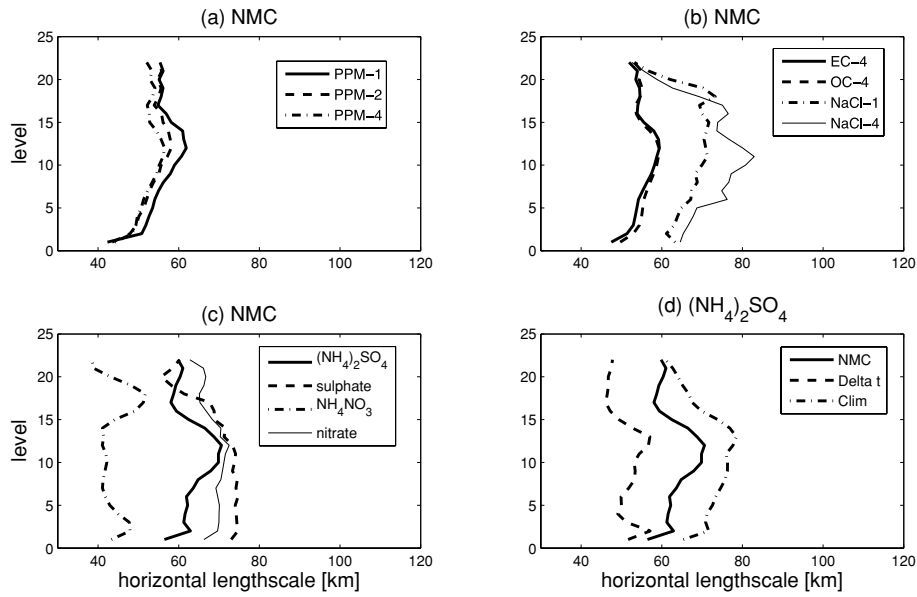 (a) NMC
25
20
15
10
5
0
level
40 60 80 100 120
PPM−1
PPM−2
PPM−4
(b) NMC
25
20
15
10
5
0
40 60 80 100 120
EC−4
OC−4
NaCl−1
NaCl−4
(c) NMC
25
20
15
10
5
0
level
40 60 80 100 120
horizontal lengthscale [km]
(NH₄)₂SO₄
sulphate
NH₄NO₃
nitrate
(d) (NH₄)₂SO₄
25
20
15
10
5
0
40 60 80 100 120
horizontal lengthscale [km]
NMC
Delta t
Clim